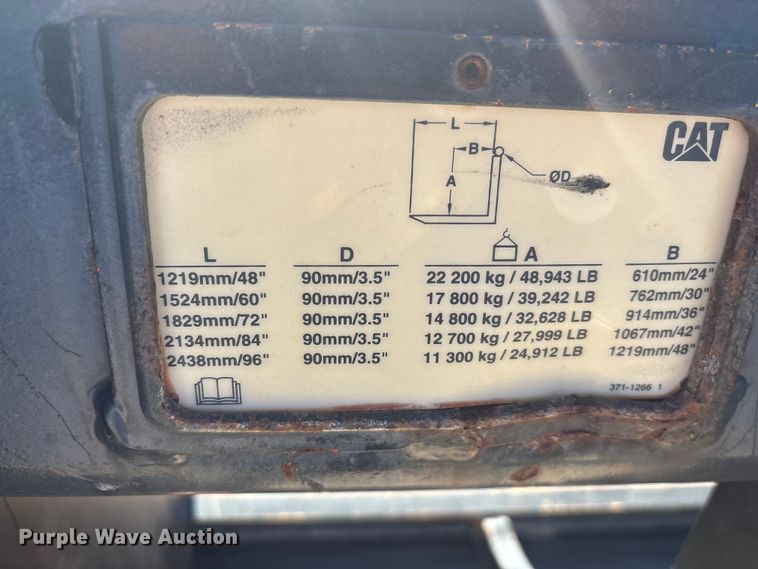 L
B
A
ØD
CAT
L D A B
1219mm/48" 90mm/3.5" 22 200 kg / 48,943 LB 610mm/24"
1524mm/60" 90mm/3.5" 17 800 kg / 39,242 LB 762mm/30"
1829mm/72" 90mm/3.5" 14 800 kg / 32,628 LB 914mm/36"
2134mm/84" 90mm/3.5" 12 700 kg / 27,999 LB 1067mm/42"
2438mm/96" 90mm/3.5" 11 300 kg / 24,912 LB 1219mm/48"
371-1266 1
Purple Wave Auction